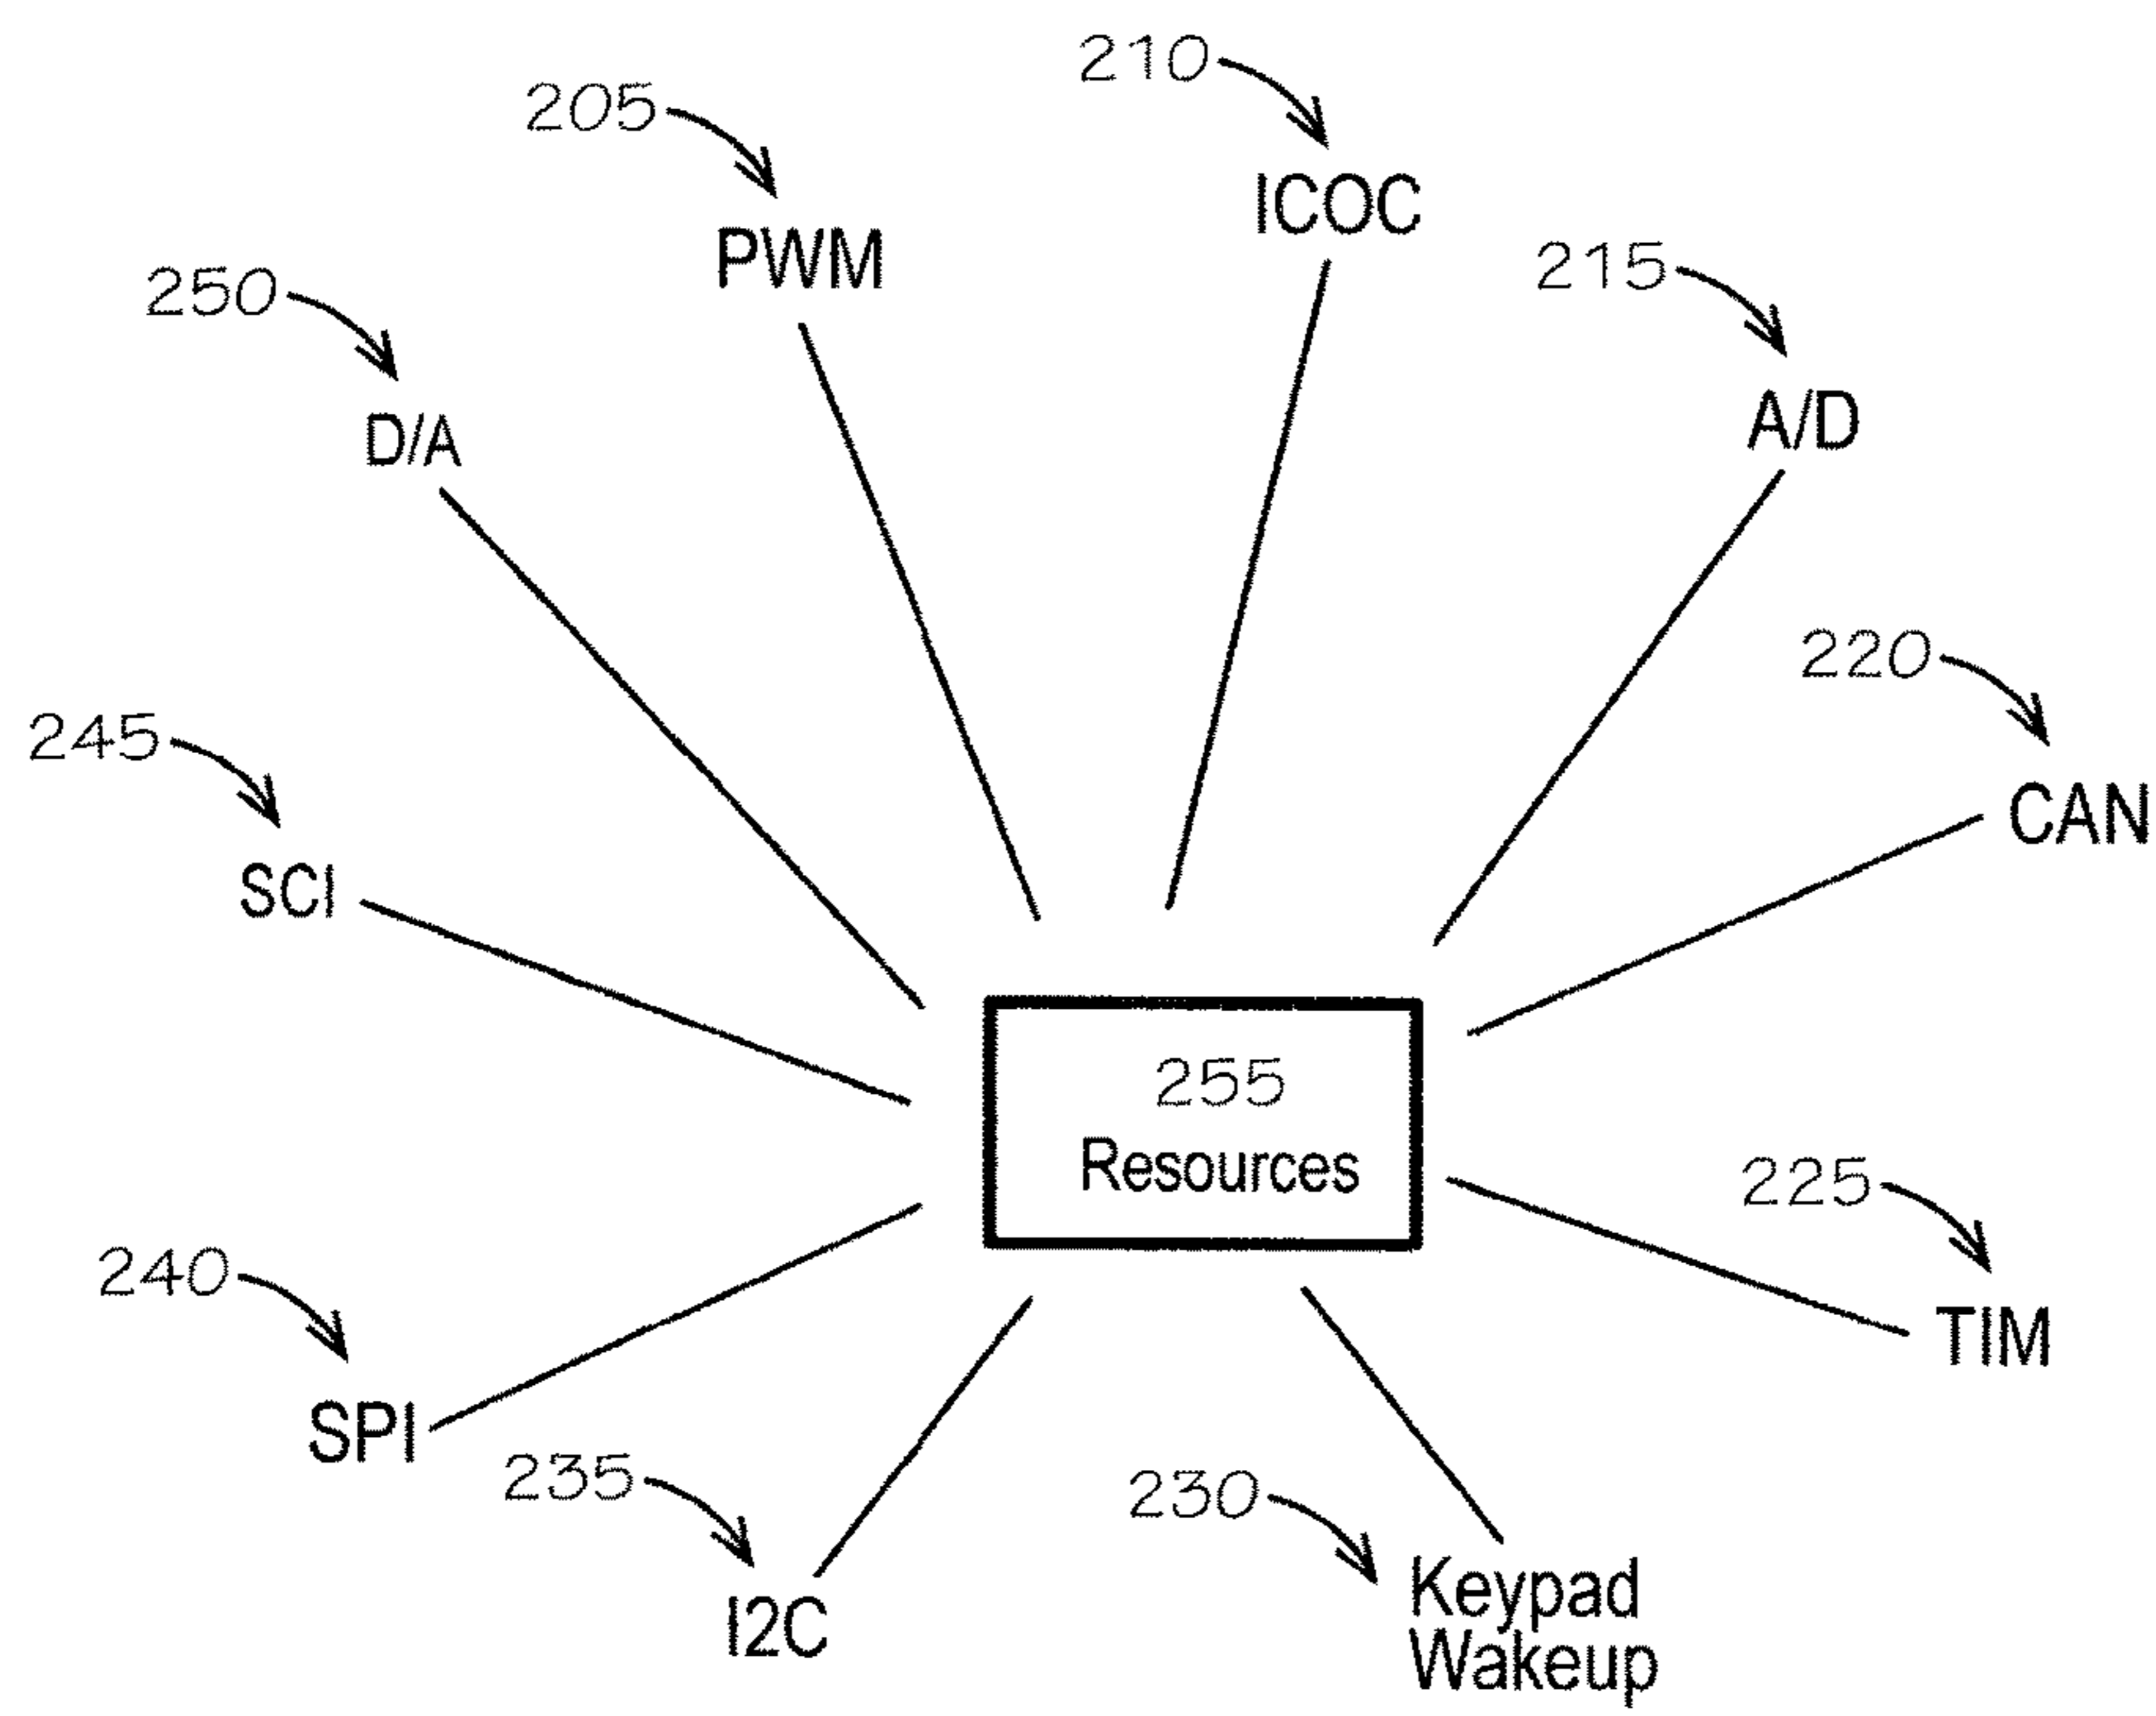 210
205
ICOC
PWM
215
250
A/D
D/A
220
245
CAN
SCI
255
Resources
225
240
TIM
SPI
235
230
I2C
Keypad
Wakeup